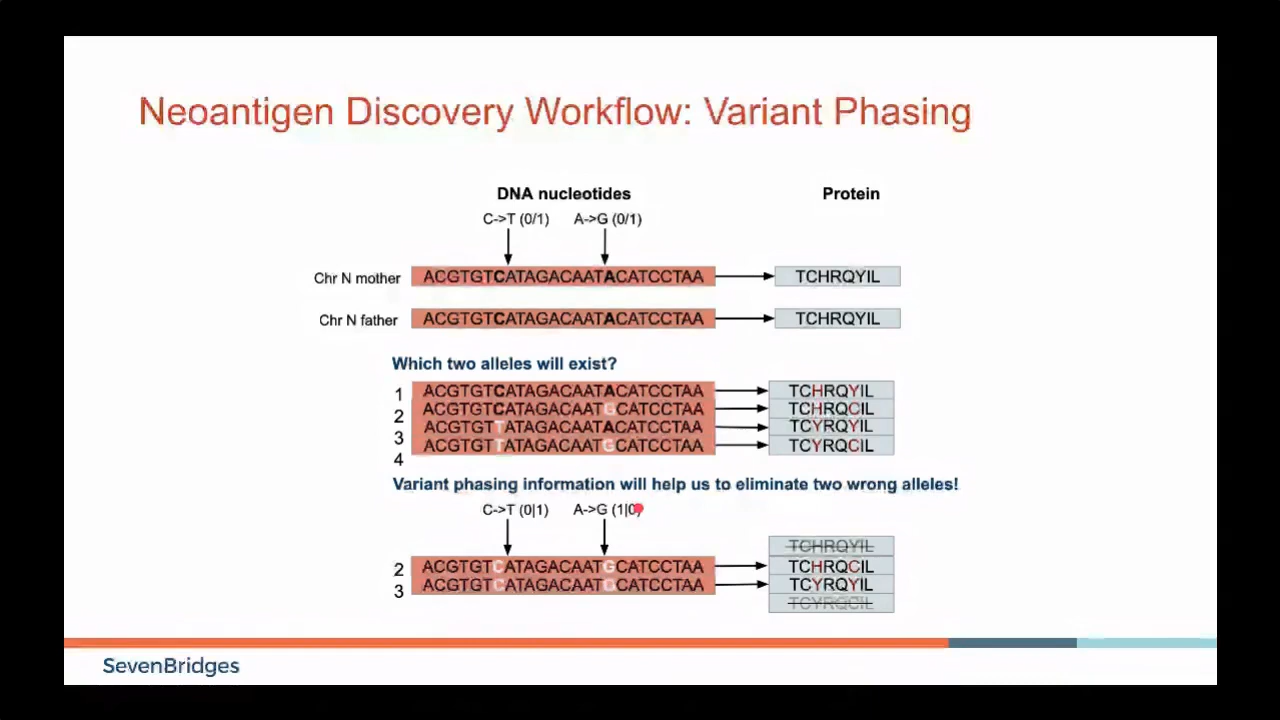 Neoantigen Discovery Workflow: Variant Phasing
DNA nucleotides Protein
C->T (0/1) A->G (0/1)
Chr N mother ACGTGTCATAGACAATACATCCTAA TCHRQYIL
Chr N father ACGTGTCATAGACAATACATCCTAA TCHRQYIL
Which two alleles will exist?
1 ACGTGTCATAGACAATACATCCTAA TCHRQYIL
2 ACGTGTCATAGACAATGCATCCTAA TCHRQCIL
3 ACGTGTTATAGACAATACATCCTAA TCYRQYIL
4 ACGTGTTATAGACAATGCATCCTAA TCYRQCIL
Variant phasing information will help us to eliminate two wrong alleles!
C->T (0|1) A->G (1|0)
TCHRQYIL
2 ACGTGTCATAGACAATGCATCCTAA TCHRQCIL
3 ACGTGTCATAGACAATGCATCCTAA TCYRQYIL
TCYRQCIL
SevenBridges